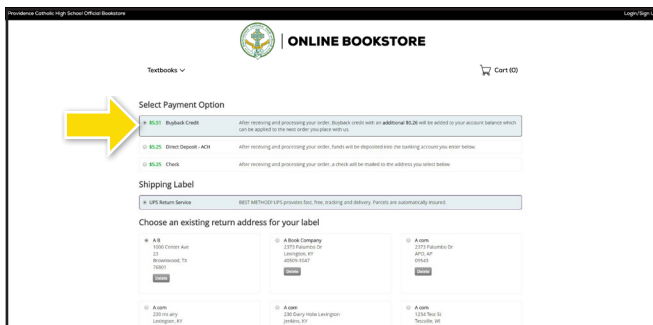 Providence Catholic High School Official Bookstore
Login/Sign U
ONLINE BOOKSTORE
Textbooks
Cart (0)
Select Payment Option
$5.51 Buyback Credit
After receiving and processing your order, Buyback credit with an additional $0.26 will be added to your account balance which
can be applied to the next order you place with us.
$5.25 Direct Deposit - ACH
After receiving and processing your order, funds will be deposited into the banking account you enter below.
$5.25 Check
After receiving and processing your order, a check will be mailed to the address you select below.
Shipping Label
UPS Return Service
BEST METHOD! UPS provides fast, free, tracking and delivery. Parcels are automatically insured.
Choose an existing return address for your label
A B
1000 Center Ave
23
Brownwood, TX
76801
Delete
A Book Company
2373 Palumbo Dr
Lexington, KY
40509-1047
Delete
A com
2373 Palumbo Dr
APO, AP
09543
Delete
A com
230 ms airy
Lexington, KY
A com
230 Dairy Hole Lexington
Jenkins, KY
A com
1234 Test St
Tessville, WI